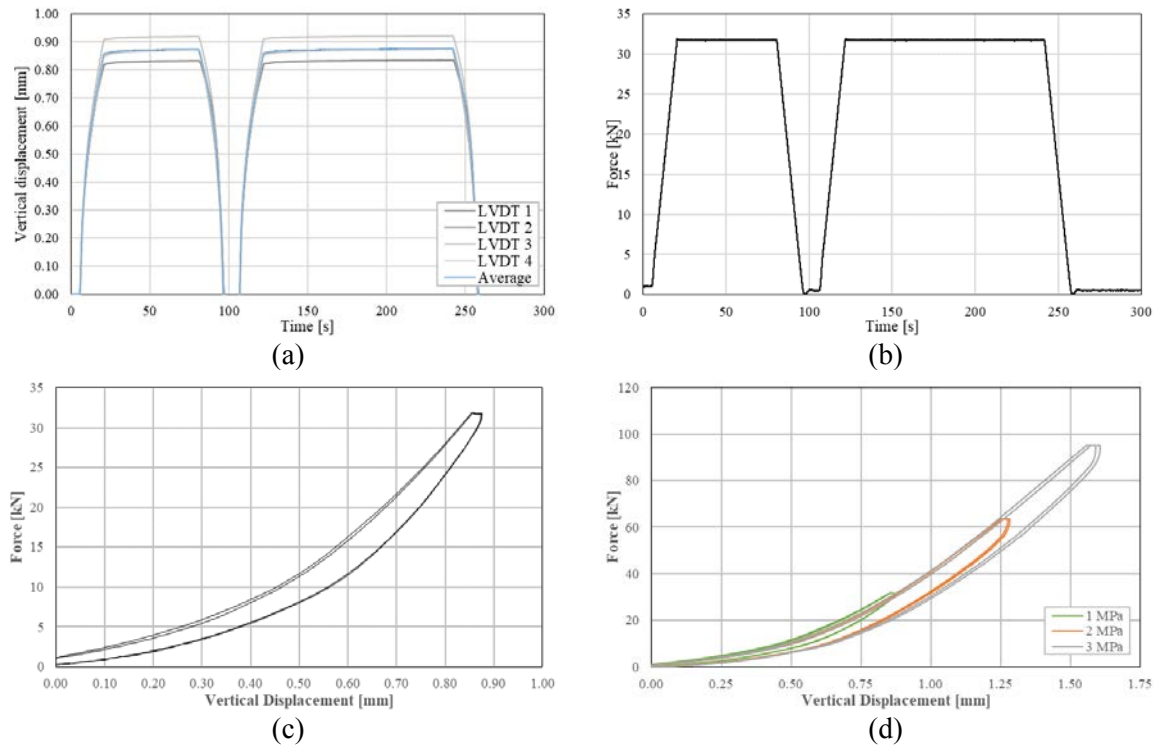 1.00
0.90
0.80
0.70
0.60
0.50
0.40
0.30
0.20
0.10
0.00
Vertical displacement [mm]
LVDT 1
LVDT 2
LVDT 3
LVDT 4
Average
0 50 100 150 200 250 300
Time [s]
(a)
35
30
25
20
15
10
5
0
Force [kN]
0 50 100 150 200 250 300
Time [s]
(b)
35
30
25
20
15
10
5
0
Force [kN]
0.00 0.10 0.20 0.30 0.40 0.50 0.60 0.70 0.80 0.90 1.00
Vertical Displacement [mm]
(c)
120
100
80
60
40
20
0
Force [kN]
1 MPa
2 MPa
3 MPa
0.00 0.25 0.50 0.75 1.00 1.25 1.50 1.75
Vertical Displacement [mm]
(d)